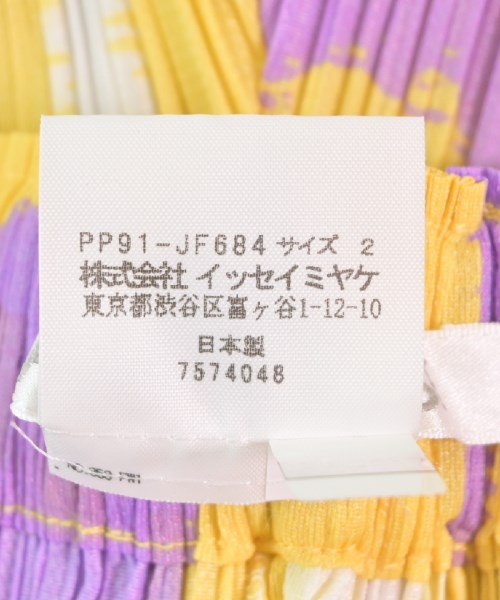 PP91-JF684 サイズ 2
株式会社 イッセイミヤケ
東京都渋谷区富ヶ谷1-12-10
日本製
7574048